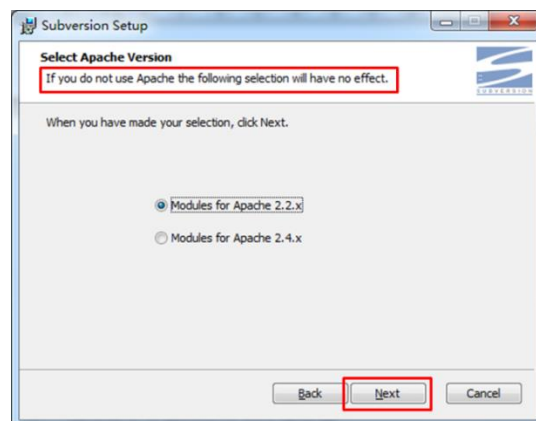 Subversion Setup
Select Apache Version
If you do not use Apache the following selection will have no effect.
SUBVERSION
When you have made your selection, click Next.
Modules for Apache 2.2.x
Modules for Apache 2.4.x
Back
Next
Cancel